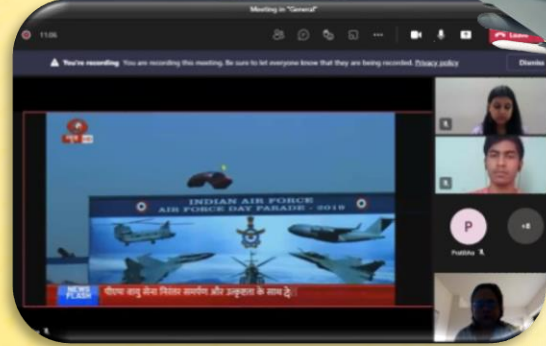 Meeting in "General"
11:06
Leave
You're recording You are recording this meeting. Be sure to let everyone know that they are being recorded. Privacy policy
Dismiss
INDIAN AIR FORCE
AIR FORCE DAY PARADE - 2019
NEWS FLASH
वायु सेना निरंतर समर्पण और उत्कृष्टता के साथ
P
+8
Pratibha